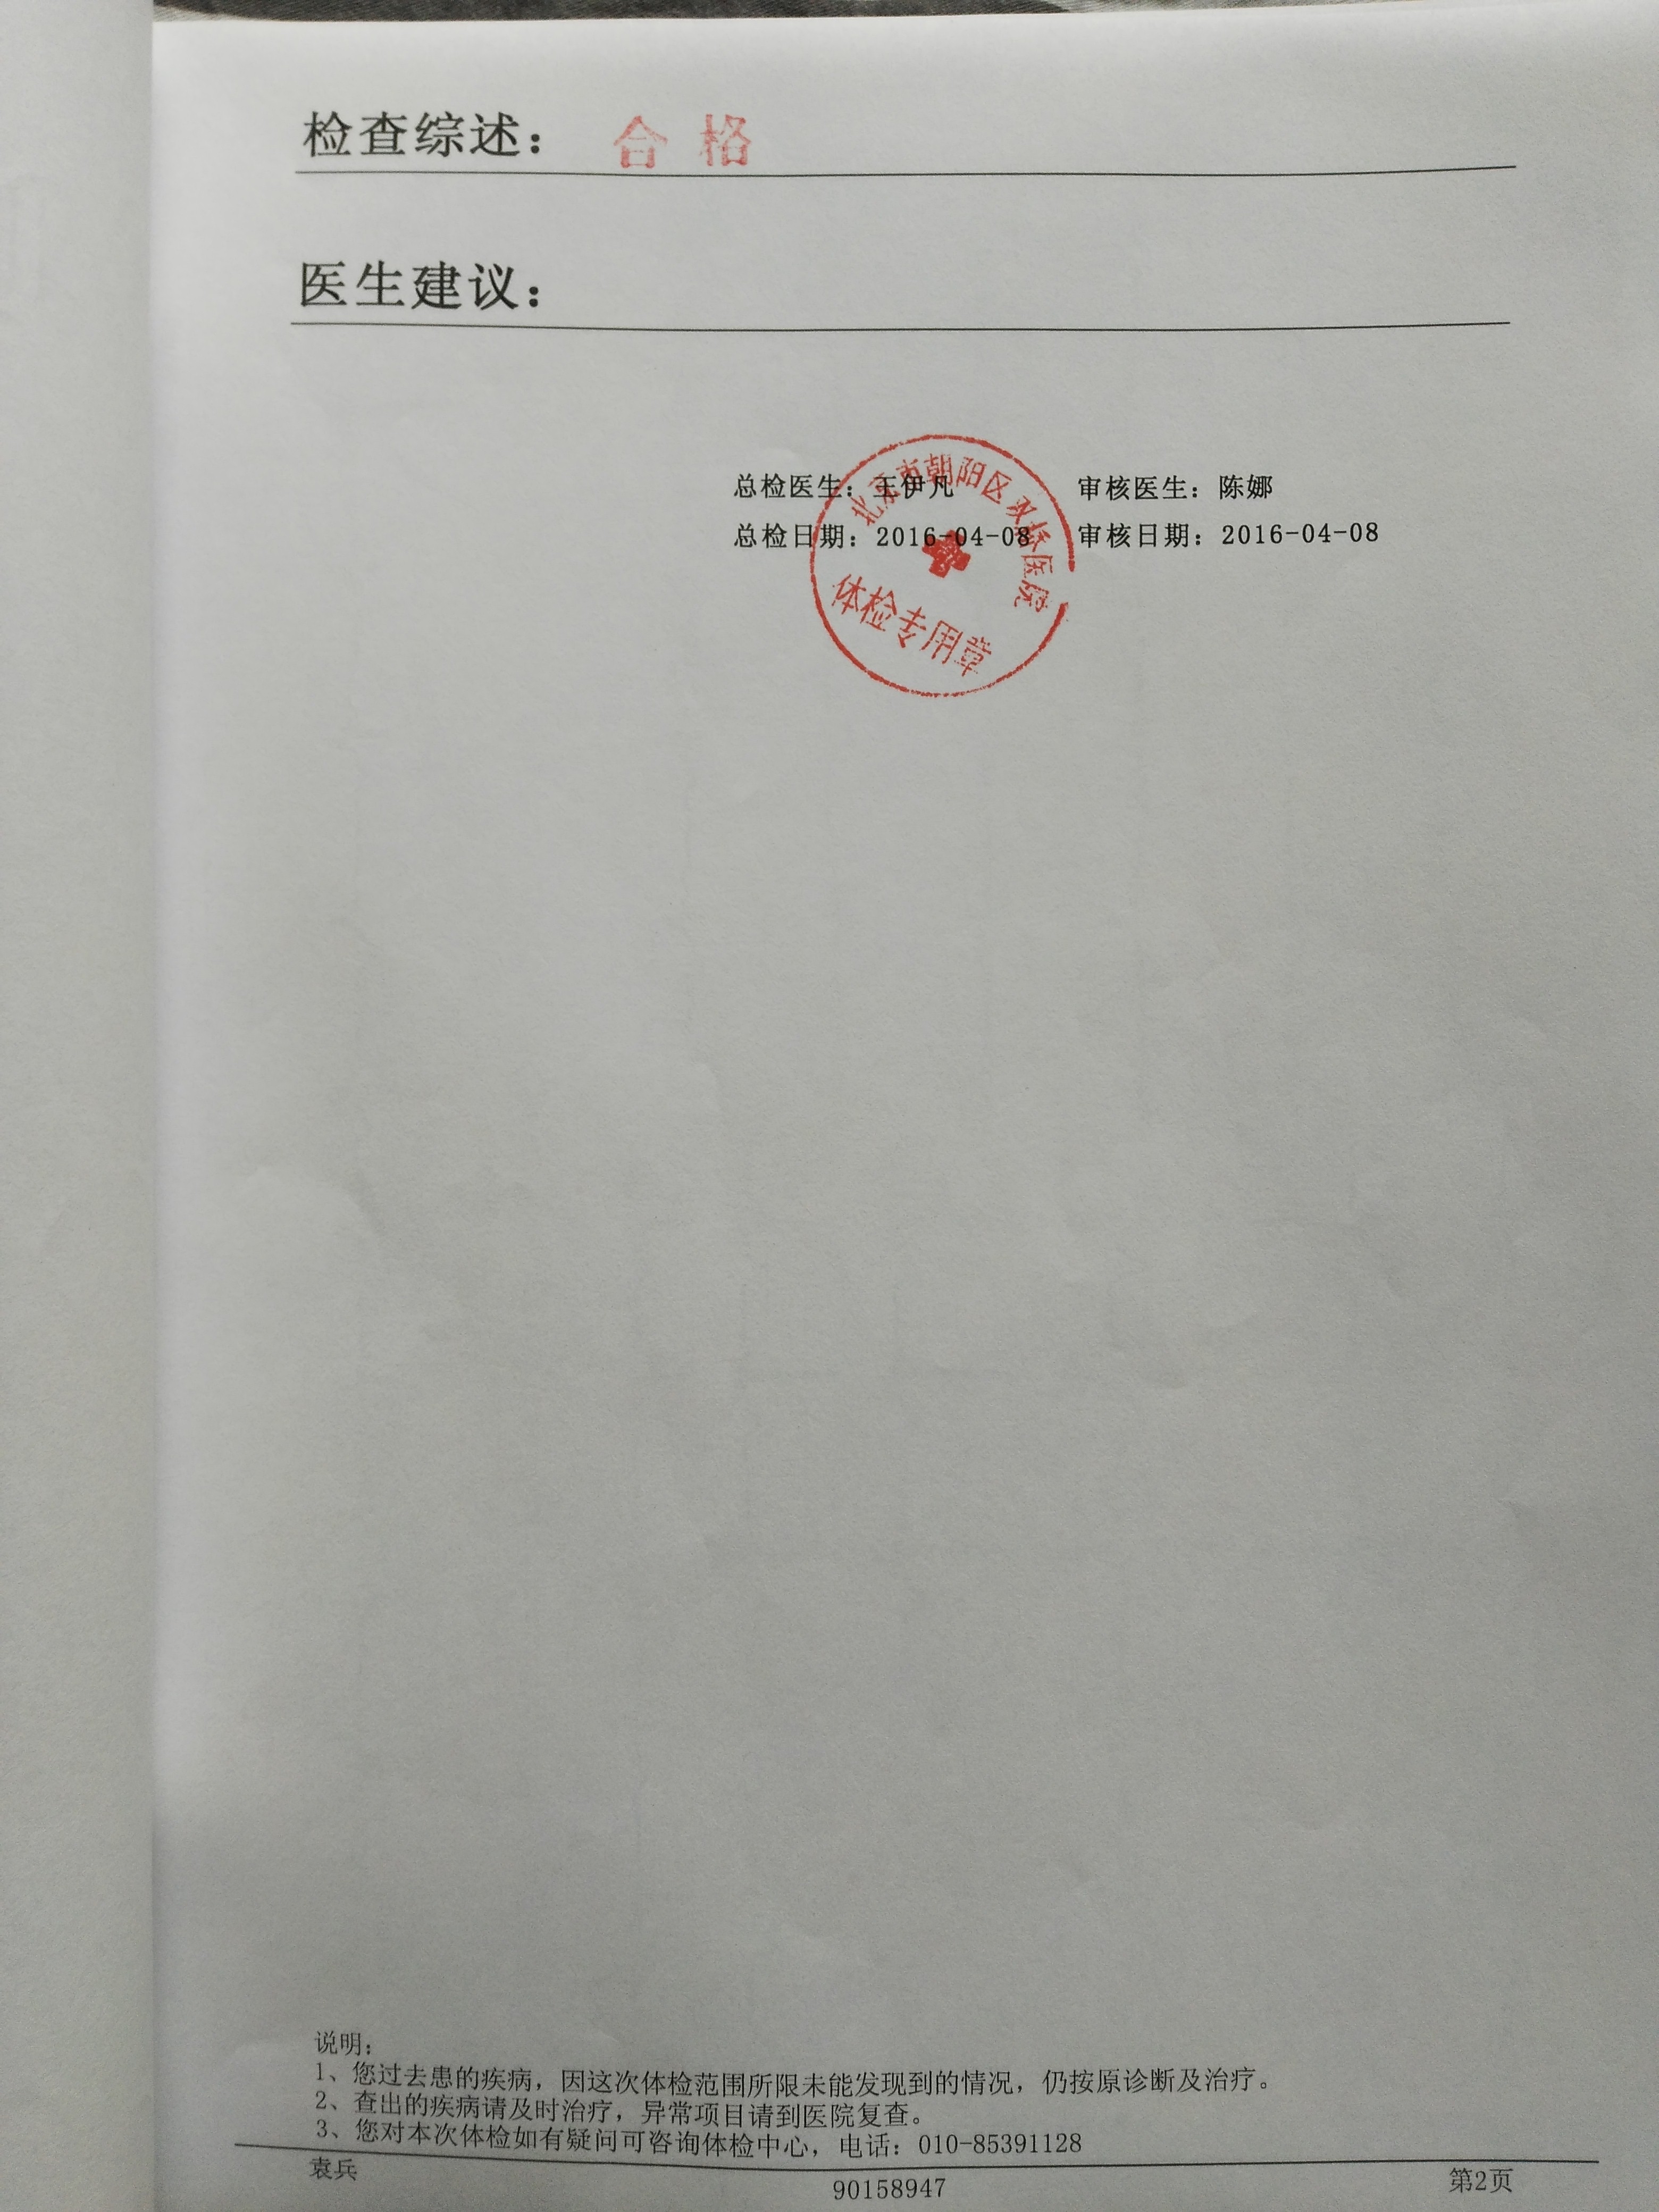 检查综述： 合格
医生建议：
总检医生：王伊凡 审核医生：陈娜
总检日期：2016-04-08 审核日期：2016-04-08
北京市朝阳区双桥医院
体检专用章
说明：
1、您过去患的疾病，因这次体检范围所限未能发现到的情况，仍按原诊断及治疗。
2、查出的疾病请及时治疗，异常项目请到医院复查。
3、您对本次体检如有疑问可咨询体检中心，电话：010-85391128
袁兵 90158947 第2页